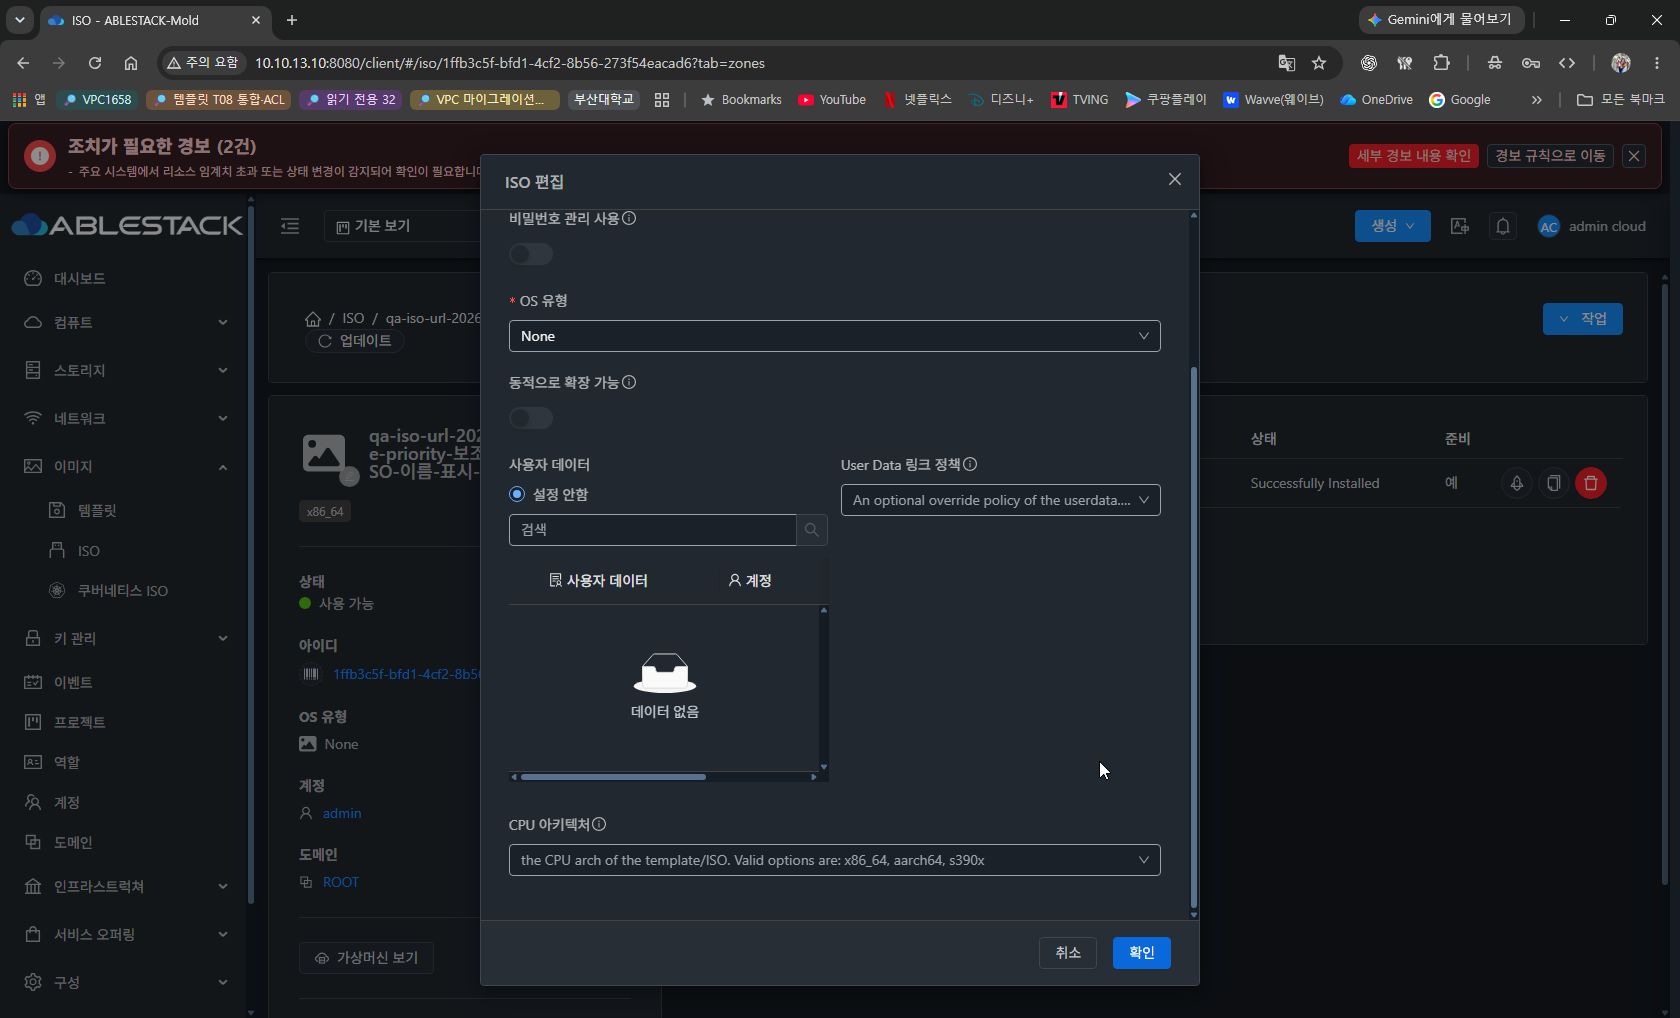 ISO - ABLESTACK-Mold
Gemini에게 물어보기
주의 요함
10.10.13.10:8080/client/#/iso/1ffb3c5f-bfd1-4cf2-8b56-273f54eacad6?tab=zones
앱
VPC1658
템플릿 T08 통합·ACL
읽기 전용 32
VPC 마이그레이션...
부산대학교
Bookmarks
YouTube
넷플릭스
디즈니+
TVING
쿠팡플레이
Wavve(웨이브)
OneDrive
Google
모든 북마크
조치가 필요한 경보 (2건)
- 주요 시스템에서 리소스 임계치 초과 또는 상태 변경이 감지되어 확인이 필요합니다
세부 경보 내용 확인
경보 규칙으로 이동
ABLESTACK
기본 보기
생성
AC
admin cloud
대시보드
컴퓨트
스토리지
네트워크
이미지
템플릿
ISO
쿠버네티스 ISO
키 관리
이벤트
프로젝트
역할
계정
도메인
인프라스트럭쳐
서비스 오퍼링
구성
/ ISO / qa-iso-url-2026
업데이트
작업
qa-iso-url-202
e-priority-보조
SO-이름-표시-
x86_64
상태
사용 가능
아이디
1ffb3c5f-bfd1-4cf2-8b5
OS 유형
None
계정
admin
도메인
ROOT
가상머신 보기
상태
준비
Successfully Installed
예
ISO 편집
비밀번호 관리 사용
* OS 유형
None
동적으로 확장 가능
사용자 데이터
설정 안함
검색
사용자 데이터
계정
데이터 없음
User Data 링크 정책
An optional override policy of the userdata....
CPU 아키텍처
the CPU arch of the template/ISO. Valid options are: x86_64, aarch64, s390x
취소
확인